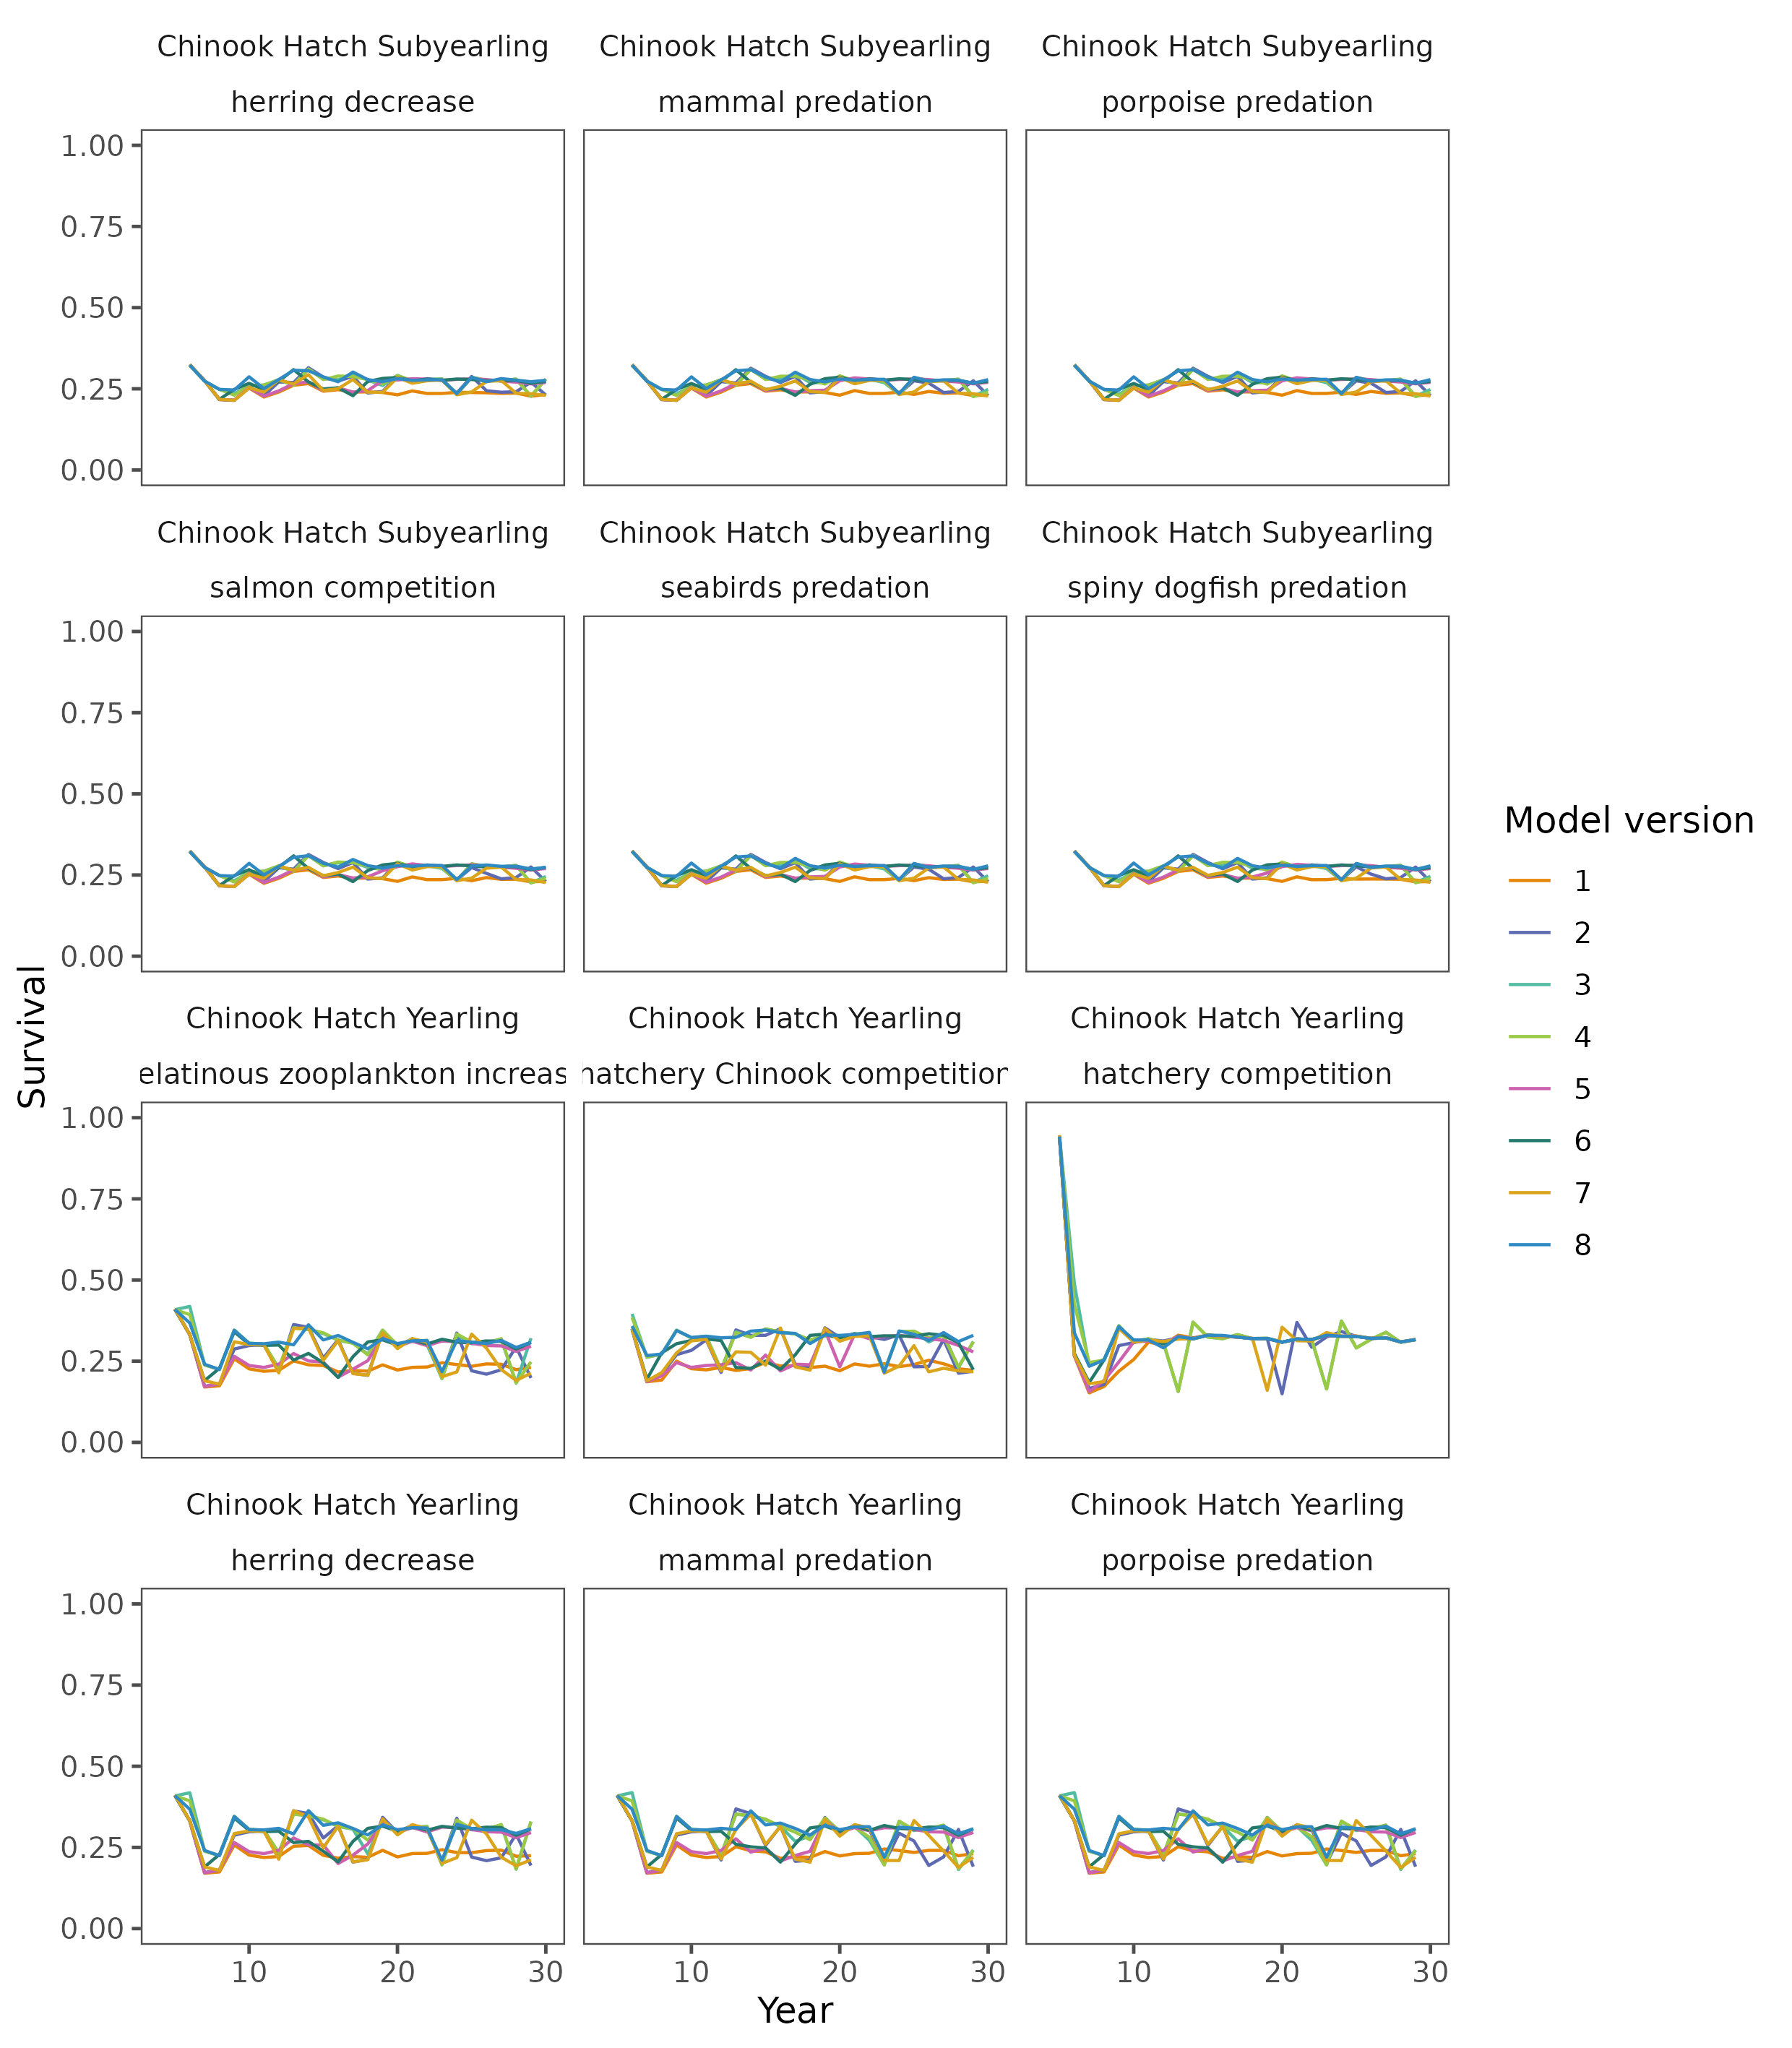 Chinook Hatch Subyearling Chinook Hatch Subyearling Chinook Hatch Subyearling
herring decrease mammal predation porpoise predation
1.00
0.75
0.50
0.25
0.00
Chinook Hatch Subyearling Chinook Hatch Subyearling Chinook Hatch Subyearling
salmon competition seabirds predation spiny dogfish predation
1.00
0.75
0.50
0.25
0.00
Chinook Hatch Yearling Chinook Hatch Yearling Chinook Hatch Yearling
elatinous zooplankton increas hatchery Chinook competition hatchery competition
1.00
0.75
0.50
0.25
0.00
Chinook Hatch Yearling Chinook Hatch Yearling Chinook Hatch Yearling
herring decrease mammal predation porpoise predation
1.00
0.75
0.50
0.25
0.00
10 20 30 10 20 30 10 20 30
Year
Survival
Model version
1
2
3
4
5
6
7
8